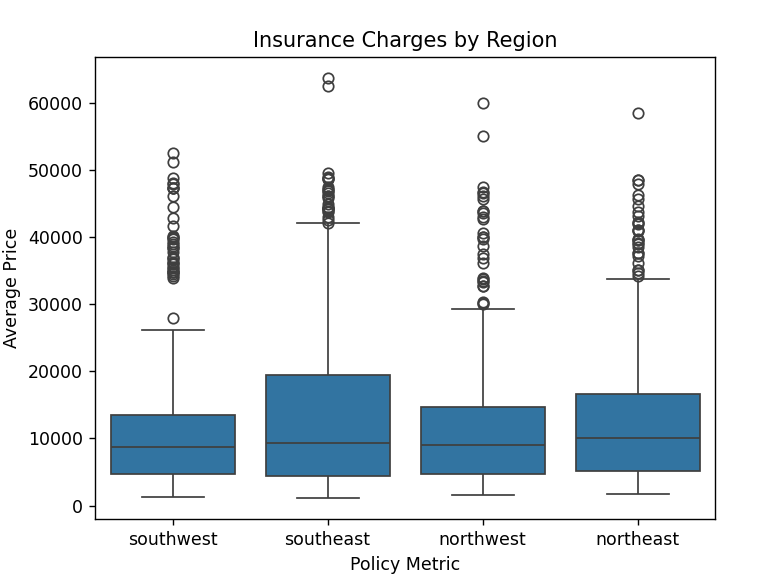 Insurance Charges by Region
Average Price
60000
50000
40000
30000
20000
10000
0
southwest southeast northwest northeast
Policy Metric